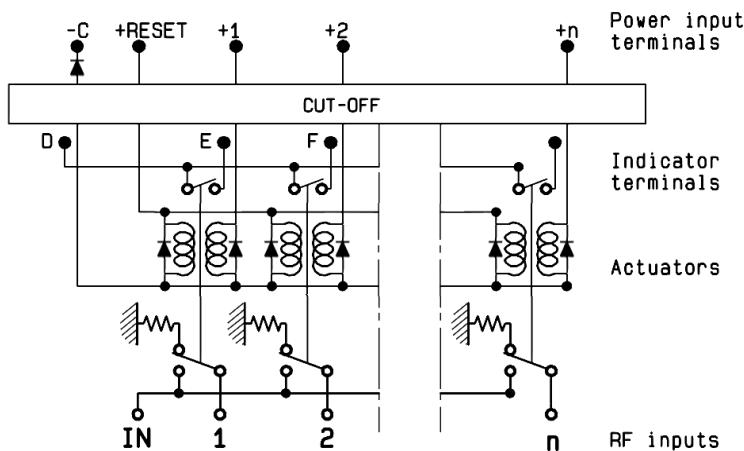 -C +RESET +1 +2 +n Power input
terminals
CUT-OFF
D E F Indicator
terminals
Actuators
IN 1 2 n RF inputs